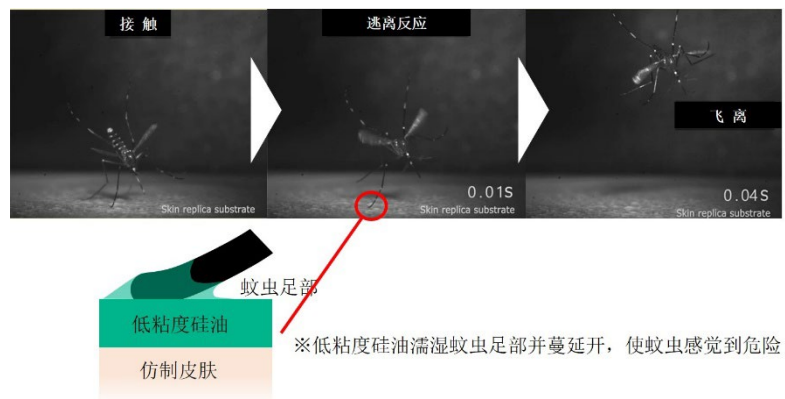 接 触
逃离反应
飞 离
0.01S
0.04S
Skin replica substrate
Skin replica substrate
Skin replica substrate
蚊虫足部
低粘度硅油
※低粘度硅油濡湿蚊虫足部并蔓延开，使蚊虫感觉到危险
仿制皮肤